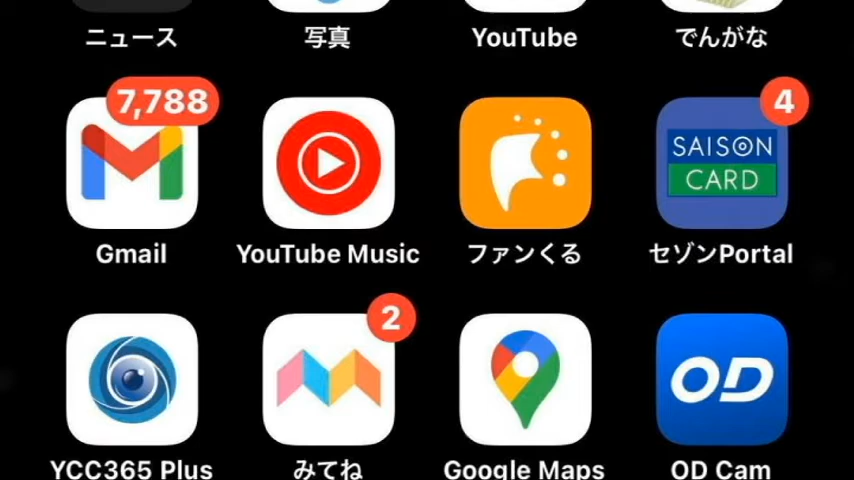 ニュース
写真
YouTube
でんがな
7,788
4
SAISON
CARD
Gmail
YouTube Music
ファンくる
セゾンPortal
2
OD
YCC365 Plus
みてね
Google Maps
OD Cam